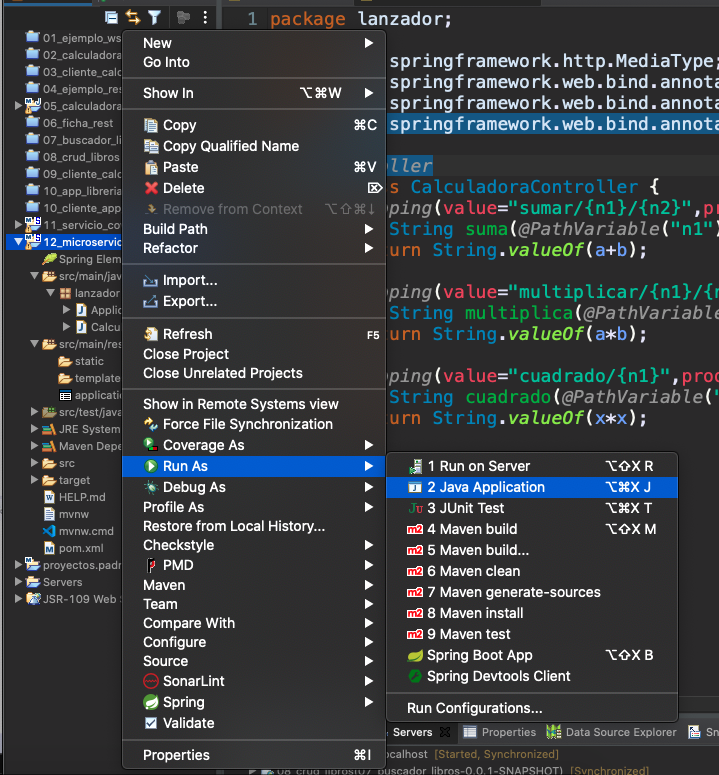 1 package lanzador;
springframework.http.MediaType;
springframework.web.bind.annota
springframework.web.bind.annota
springframework.web.bind.annota
ller
s CalculadoraController {
pping(value="sumar/{n1}/{n2}",pr
String suma(@PathVariable("n1")
urn String.valueOf(a+b);
pping(value="multiplicar/{n1}/{n
String multiplica(@PathVariable
urn String.valueOf(a*b);
pping(value="cuadrado/{n1}",prod
String cuadrado(@PathVariable("
urn String.valueOf(x*x);
01_ejemplo_ws
02_calculadora
03_cliente_calc
04_ejemplo_res
05_calculadora
06_ficha_rest
07_buscador_li
08_crud_libros
09_cliente_calc
10_app_libreria
10_cliente_app
11_servicio_cov
12_microservic
Spring Elem
src/main/jav
lanzador
Applic
Calcu
src/main/res
static
template
applicati
src/test/java
JRE System
Maven Depe
src
target
HELP.md
mvnw
mvnw.cmd
pom.xml
proyectos.padr
Servers
JSR-109 Web S
New
Go Into
Show In ⌥⌘W
Copy ⌘C
Copy Qualified Name
Paste ⌘V
Delete ⌦
Remove from Context ⌥⇧⌘↓
Build Path
Refactor
Import...
Export...
Refresh F5
Close Project
Close Unrelated Projects
Show in Remote Systems view
Force File Synchronization
Coverage As
Run As
Debug As
Profile As
Restore from Local History...
Checkstyle
PMD
Maven
Team
Compare With
Configure
Source
SonarLint
Spring
Validate
Properties ⌘I
1 Run on Server ⌥⇧X R
2 Java Application ⌥⌘X J
3 JUnit Test ⌥⌘X T
4 Maven build ⌥⇧X M
5 Maven build...
6 Maven clean
7 Maven generate-sources
8 Maven install
9 Maven test
Spring Boot App ⌥⇧X B
Spring Devtools Client
Run Configurations...
Servers Properties Data Source Explorer Sn
ocalhost [Started, Synchronized]
08_crud_libros(07_buscador_libros-0.0.1-SNAPSHOT) [Synchronized]